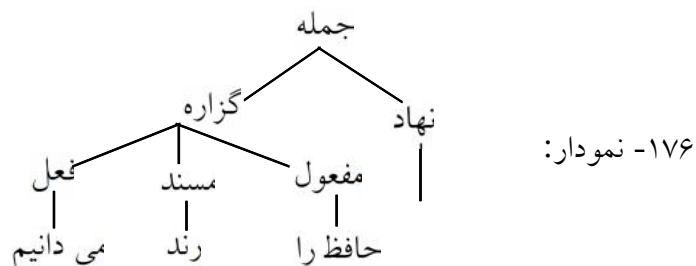 جمله
گزاره
نهاد
۱۷۶- نمودار:
مفعول
مسند
فعل
حافظ را
رند
می دانیم